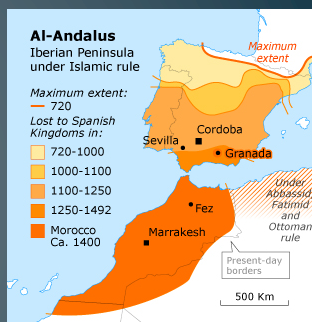 Al-Andalus
Iberian Peninsula
under Islamic rule
Maximum extent:
720
Lost to Spanish
Kingdoms in:
720-1000
1000-1100
1100-1250
1250-1492
Morocco
Ca. 1400
Maximum
extent
Cordoba
Sevilla
Granada
Fez
Marrakesh
Under
Abbassid,
Fatimid
and
Ottoman
rule
Present-day
borders
500 Km